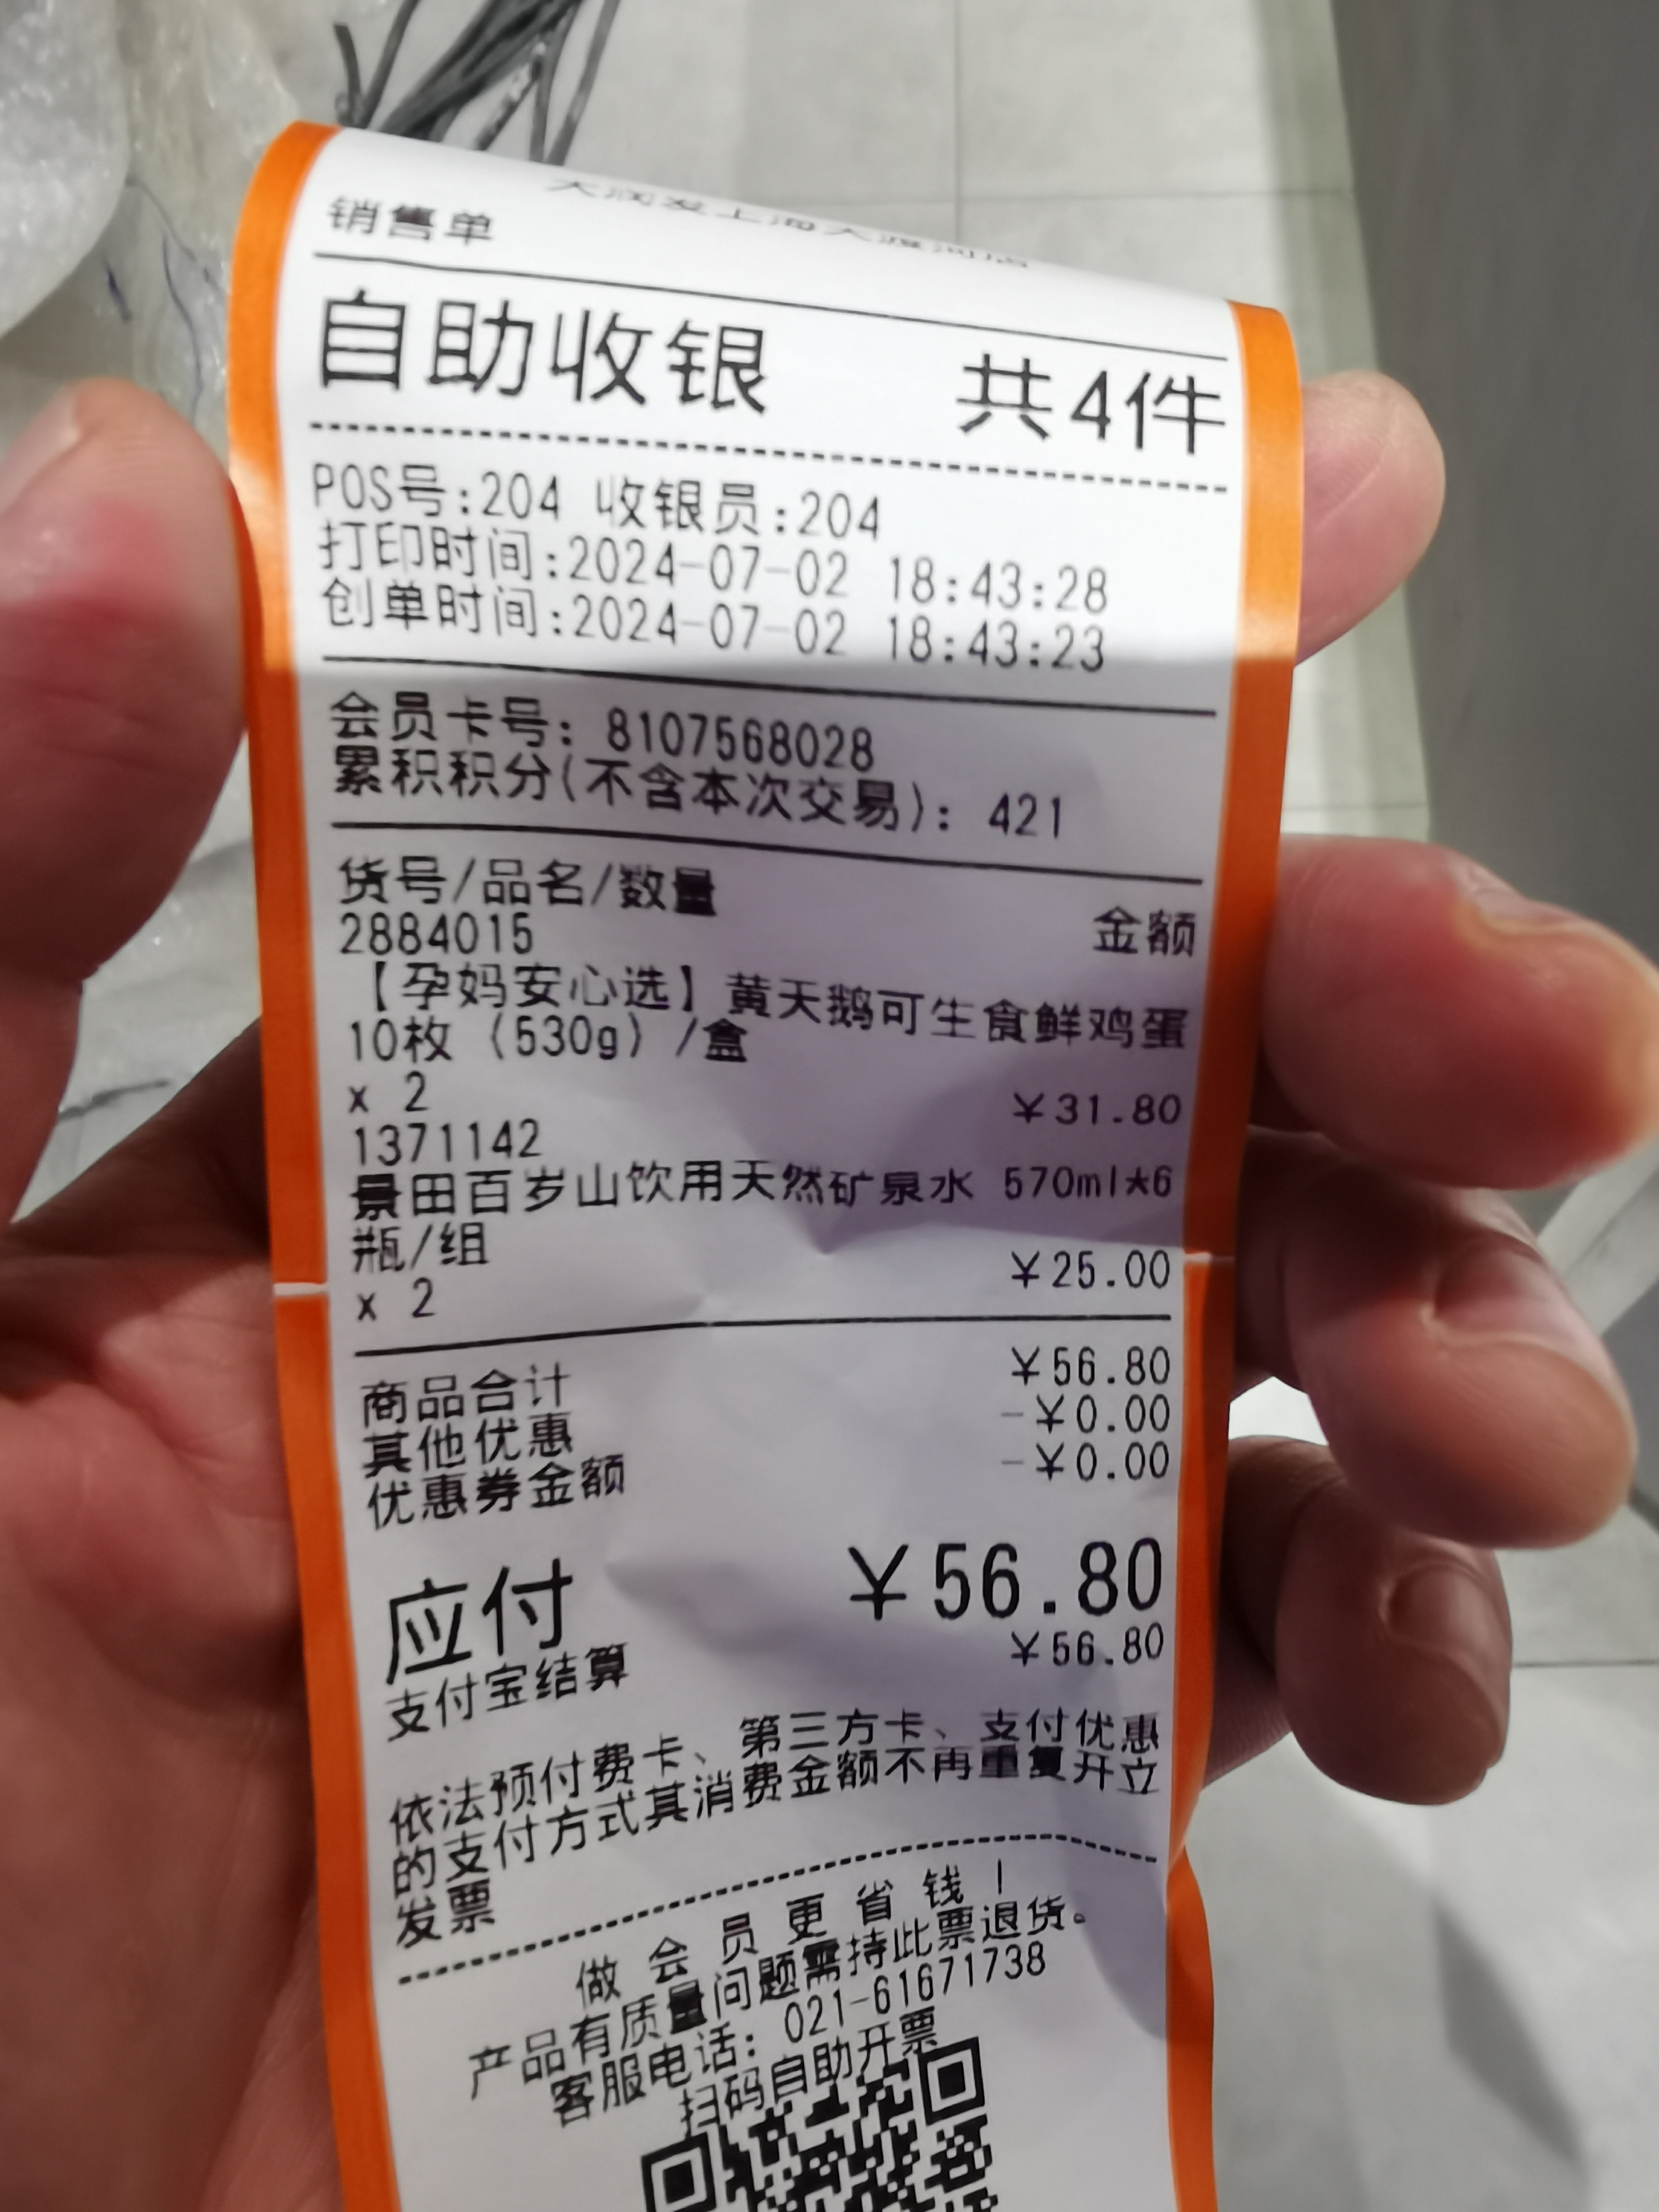 大润发上海大渡河店
销售单
自助收银 共4件
POS号:204 收银员:204
打印时间:2024-07-02 18:43:28
创单时间:2024-07-02 18:43:23
会员卡号: 8107568028
累积积分(不含本次交易): 421
货号/品名/数量 金额
2884015
【孕妈安心选】黄天鹅可生食鲜鸡蛋
10枚 (530g) /盒
x 2 ¥31.80
1371142
景田百岁山饮用天然矿泉水 570ml*6
瓶/组
x 2 ¥25.00
商品合计 ¥56.80
其他优惠 -¥0.00
优惠券金额 -¥0.00
应付 ¥56.80
支付宝结算 ¥56.80
依法预付费卡、第三方卡、支付优惠
的支付方式其消费金额不再重复开立
发票
做会员更省钱!
产品有质量问题需持此票退货。
客服电话: 021-61671738
扫码自助开票